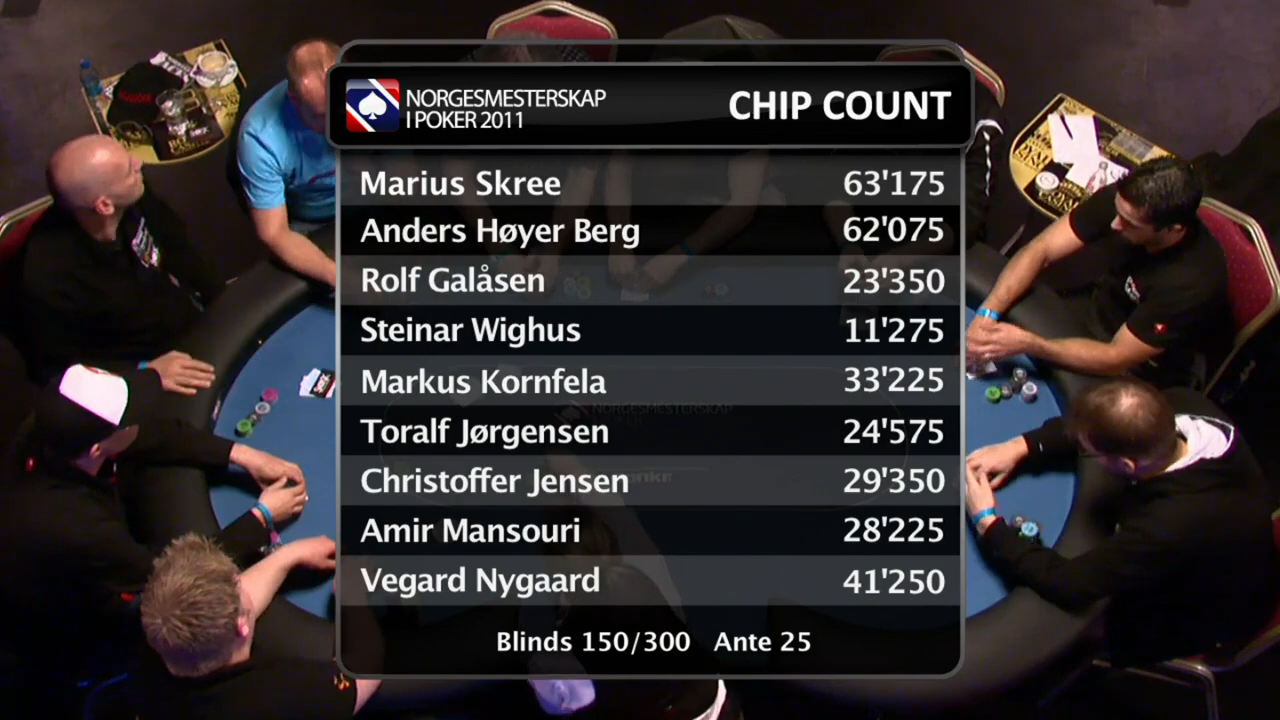 NORGESMESTERSKAP
I POKER 2011
CHIP COUNT
Marius Skree 63'175
Anders Høyer Berg 62'075
Rolf Galåsen 23'350
Steinar Wighus 11'275
Markus Kornfela 33'225
Toralf Jørgensen 24'575
Christoffer Jensen 29'350
Amir Mansouri 28'225
Vegard Nygaard 41'250
Blinds 150/300 Ante 25
NORGESMESTERSKAP